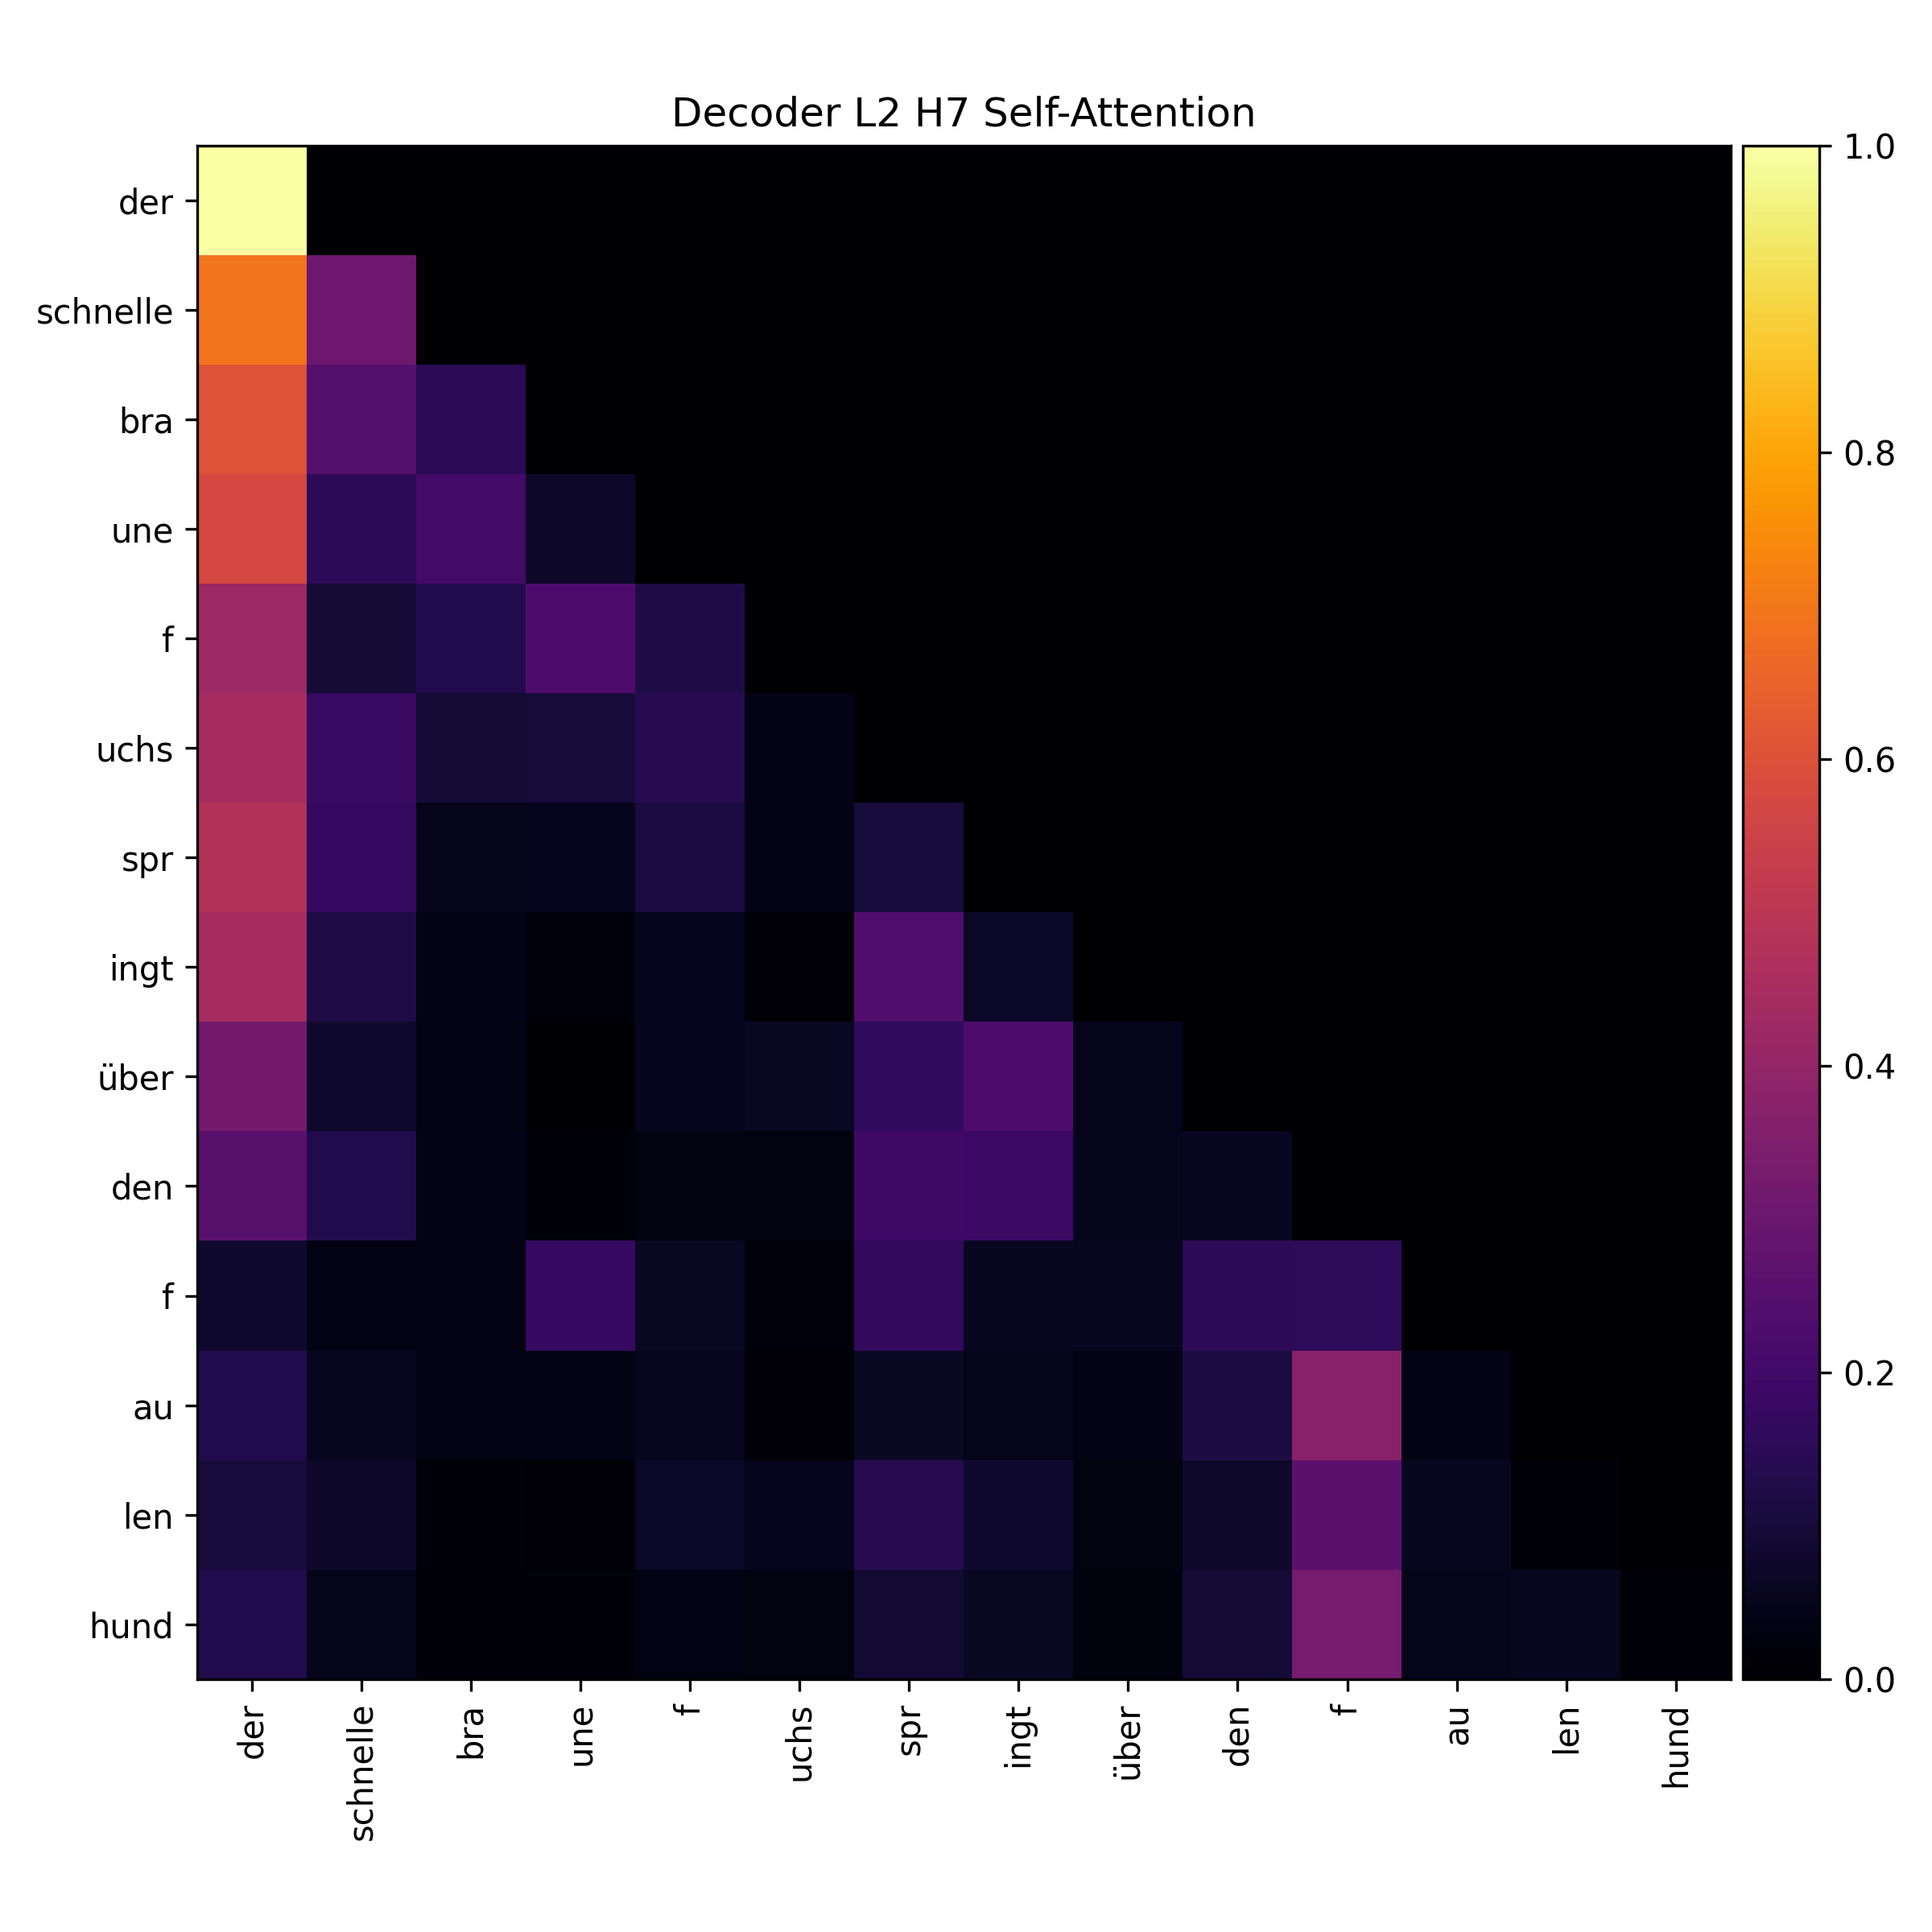 Decoder L2 H7 Self-Attention
der
schnelle
bra
une
f
uchs
spr
ingt
über
den
f
au
len
hund
der
schnelle
bra
une
f
uchs
spr
ingt
über
den
f
au
len
hund
1.0
0.8
0.6
0.4
0.2
0.0